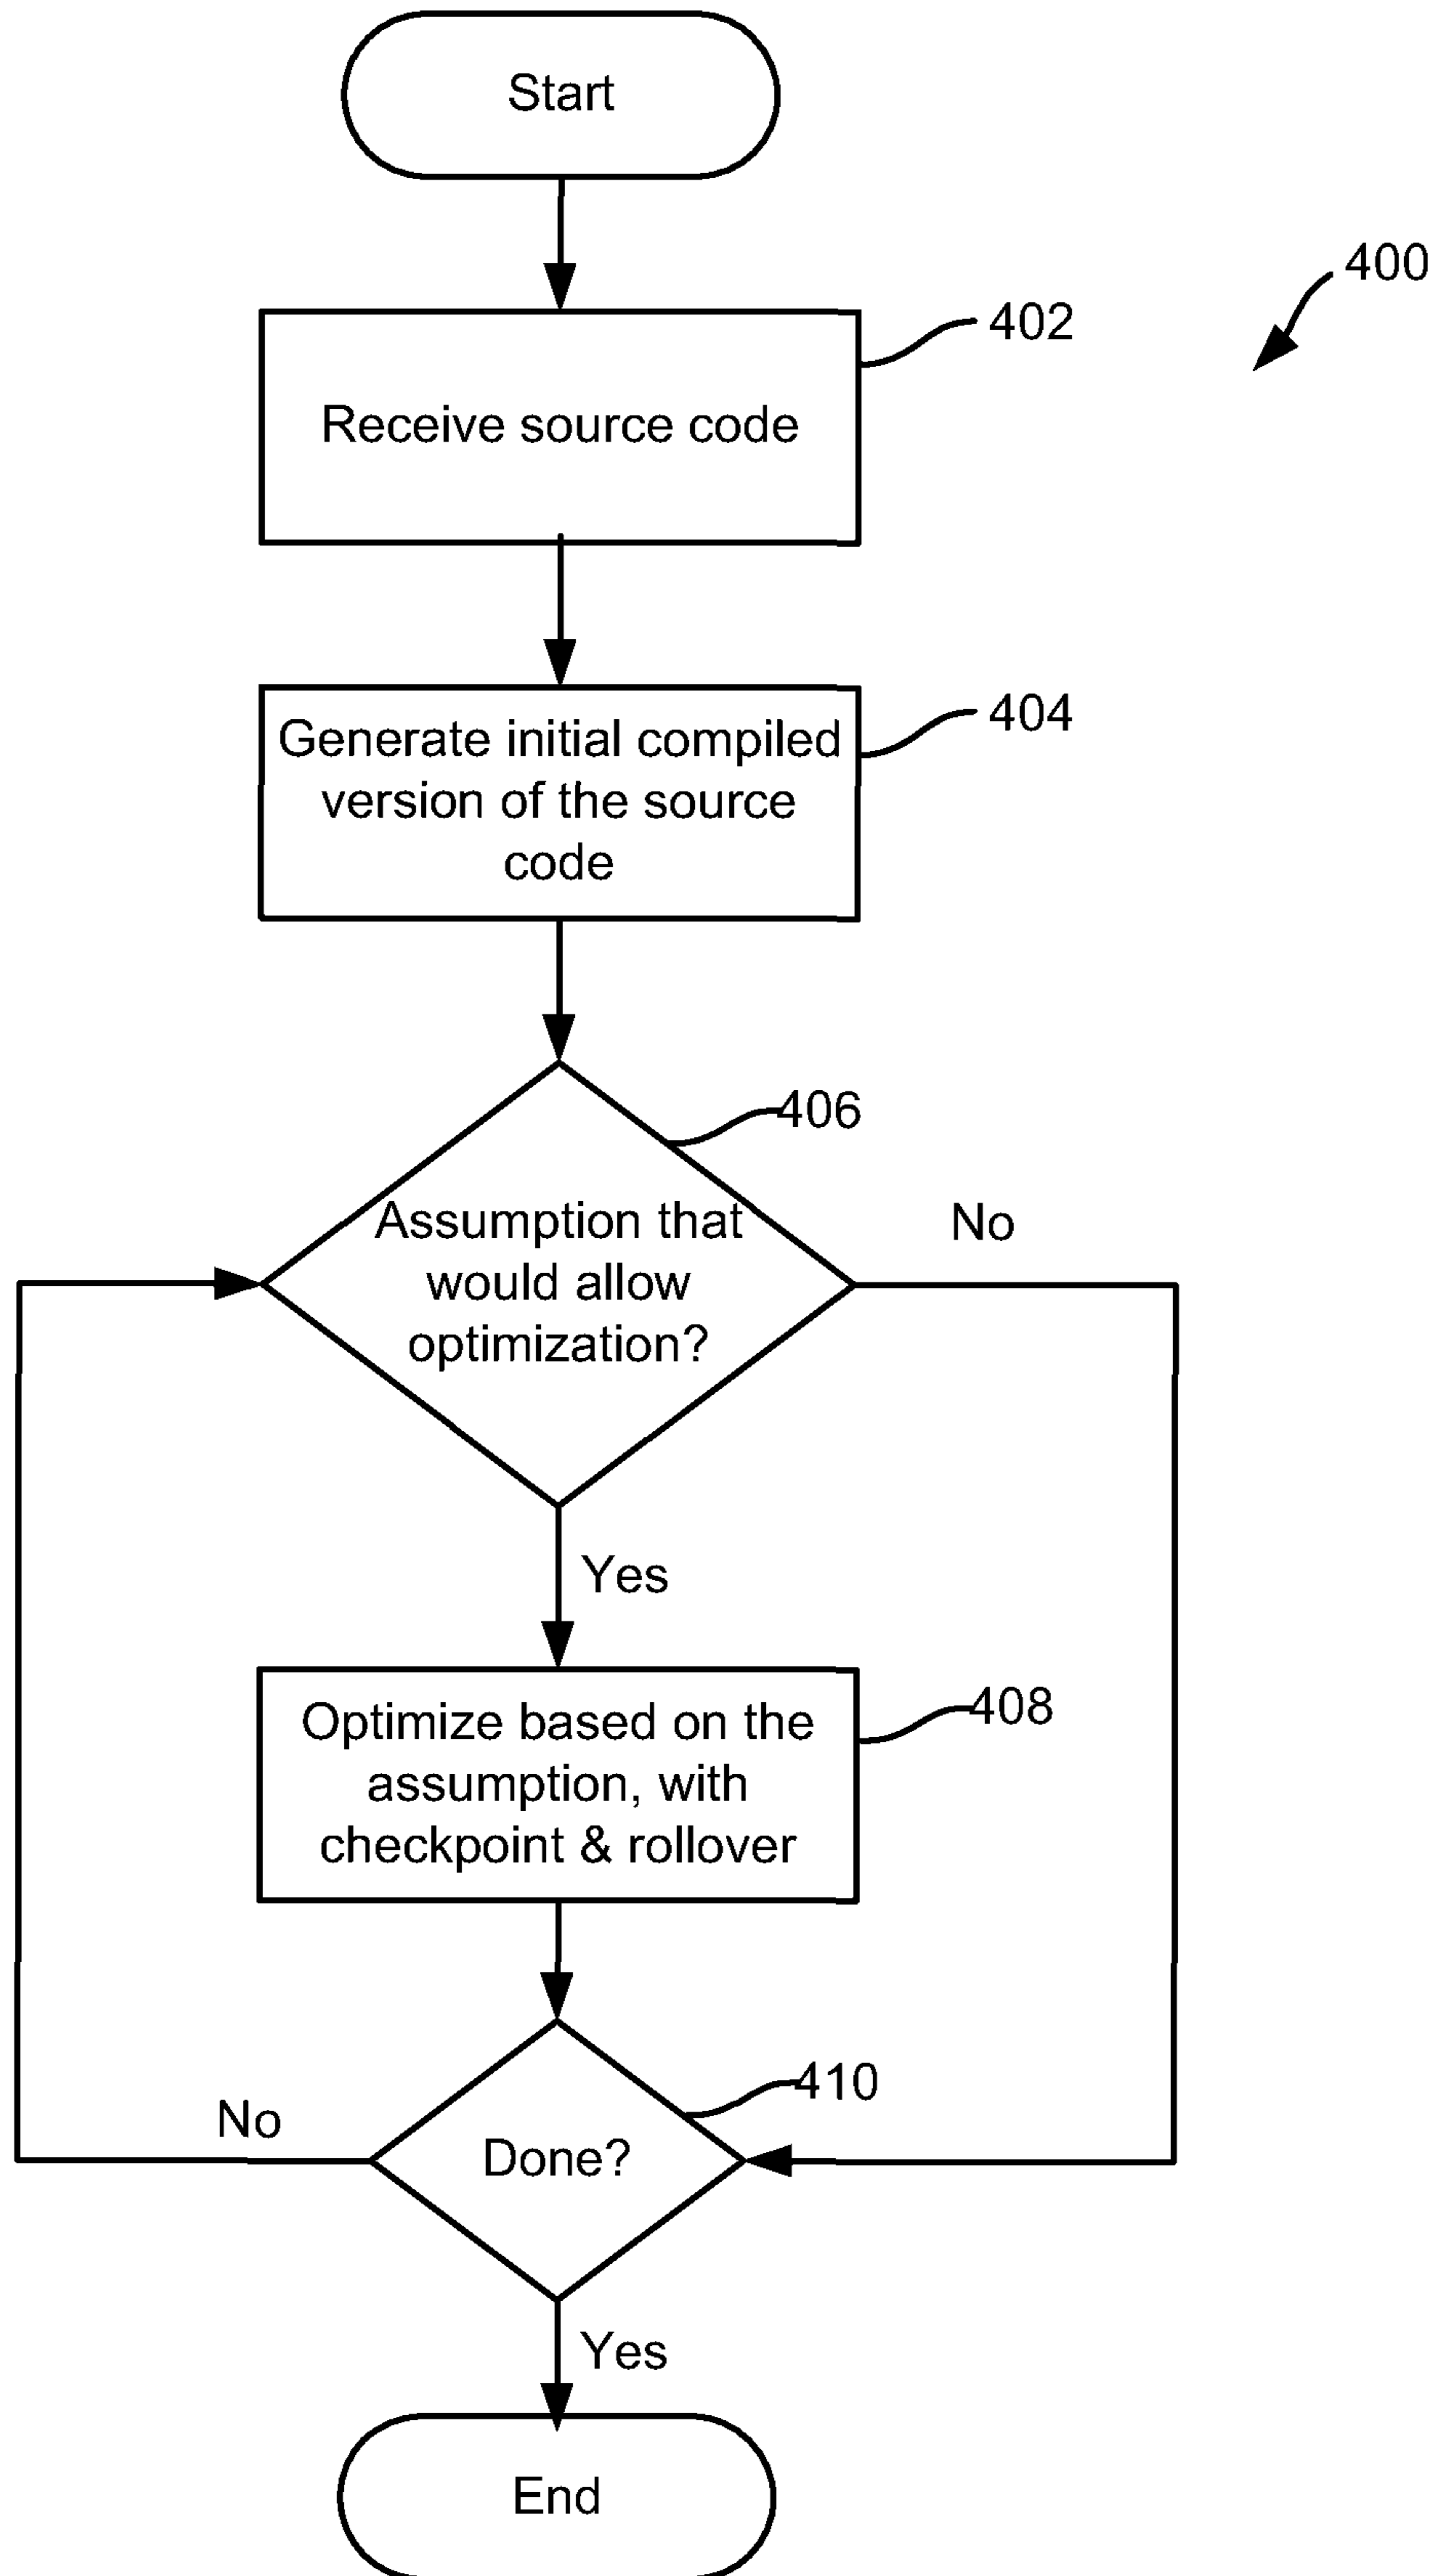 Start
400
402
Receive source code
404
Generate initial compiled
version of the source
code
406
Assumption that
would allow
optimization?
No
Yes
408
Optimize based on the
assumption, with
checkpoint & rollover
410
No
Done?
Yes
End